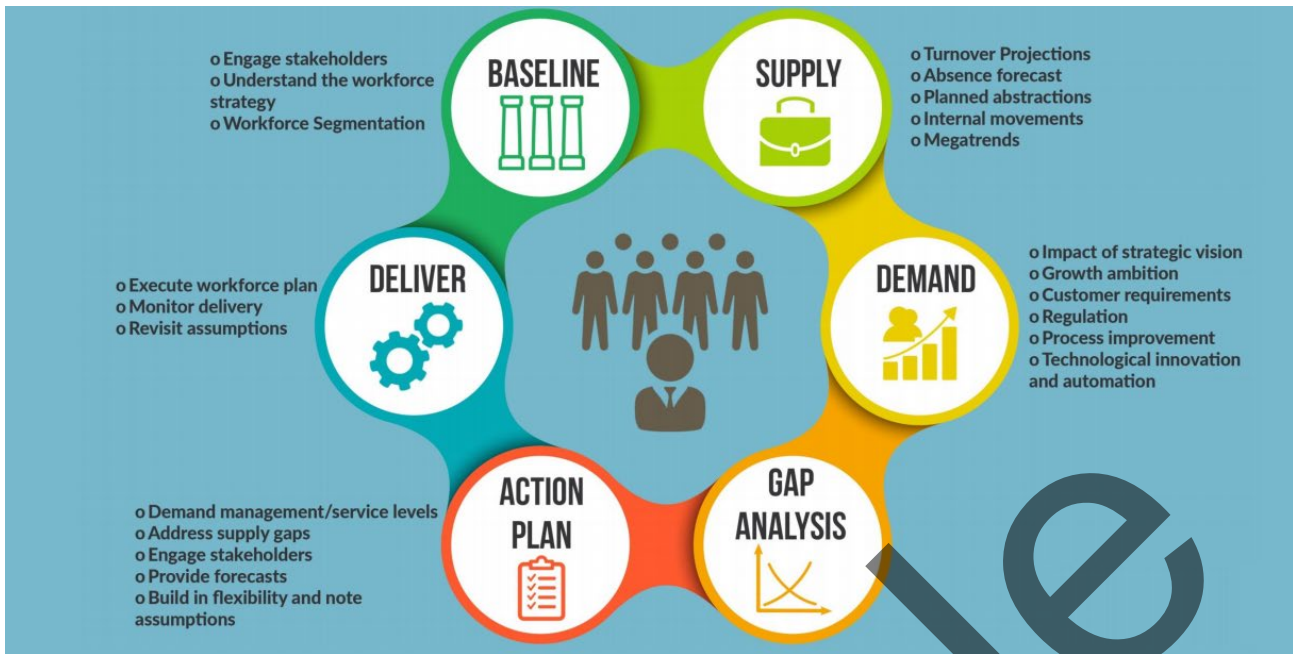 BASELINE
o Engage stakeholders
o Understand the workforce
strategy
o Workforce Segmentation
SUPPLY
o Turnover Projections
o Absence forecast
o Planned abstractions
o Internal movements
o Megatrends
DEMAND
o Impact of strategic vision
o Growth ambition
o Customer requirements
o Regulation
o Process improvement
o Technological innovation
and automation
GAP
ANALYSIS
ACTION
PLAN
o Demand management/service levels
o Address supply gaps
o Engage stakeholders
o Provide forecasts
o Build in flexibility and note
assumptions
DELIVER
o Execute workforce plan
o Monitor delivery
o Revisit assumptions